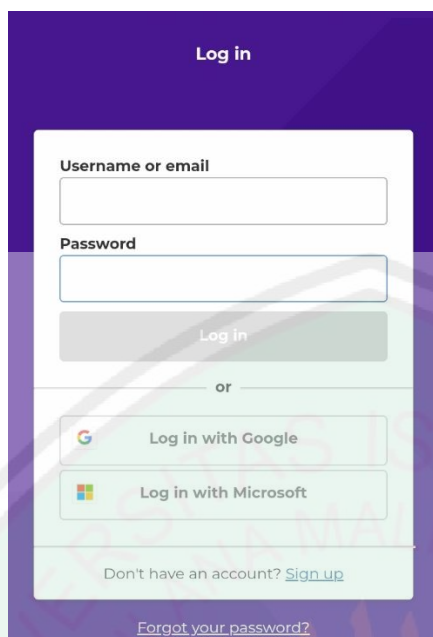 Log in
Username or email
Password
Log in
or
Log in with Google
Log in with Microsoft
Don't have an account? Sign up
Forgot your password?